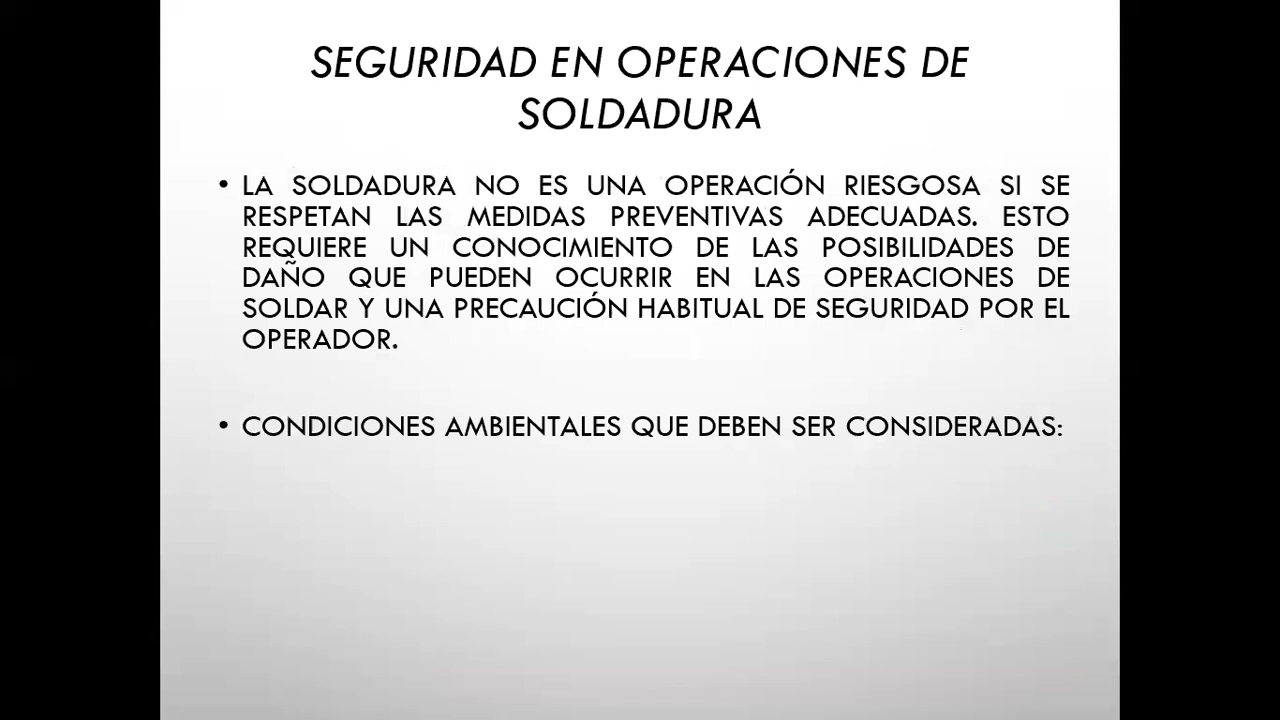 SEGURIDAD EN OPERACIONES DE
SOLDADURA
• LA SOLDADURA NO ES UNA OPERACIÓN RIESGOSA SI SE
RESPETAN LAS MEDIDAS PREVENTIVAS ADECUADAS. ESTO
REQUIERE UN CONOCIMIENTO DE LAS POSIBILIDADES DE
DAÑO QUE PUEDEN OCURRIR EN LAS OPERACIONES DE
SOLDAR Y UNA PRECAUCIÓN HABITUAL DE SEGURIDAD POR EL
OPERADOR.
• CONDICIONES AMBIENTALES QUE DEBEN SER CONSIDERADAS: